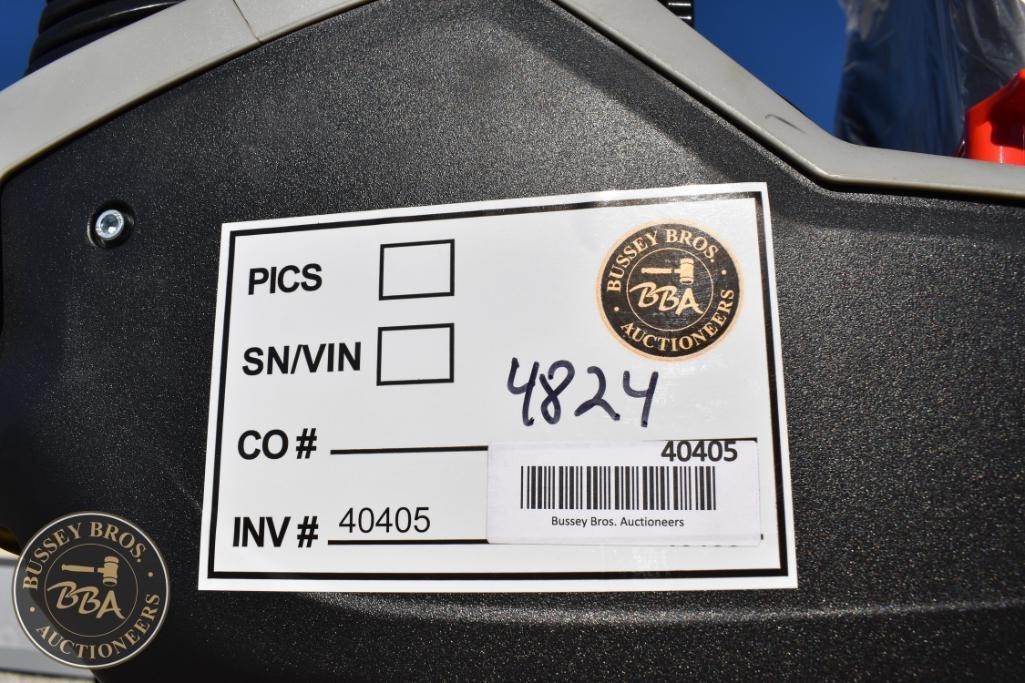 PICS
BUSSEY BROS.
BBA
AUCTIONEERS
SN/VIN
4824
CO #
40405
Bussey Bros. Auctioneers
INV # 40405
BUSSEY BROS.
BBA
AUCTIONEERS